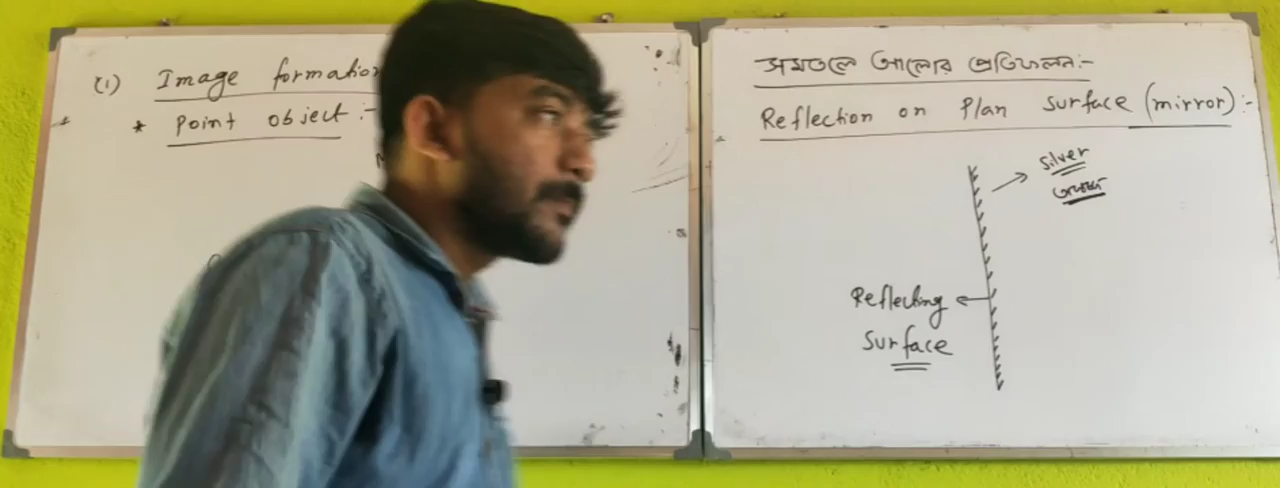 (1) Image formation
* Point object :-
সমতলে আলোর প্রতিফলন:-
Reflection on Plan surface (mirror) :-
Silver
Reflecting
surface